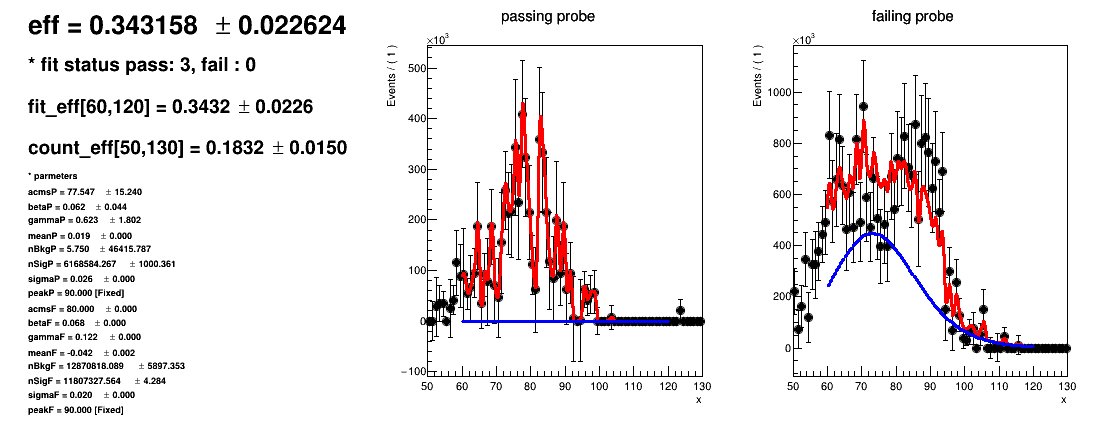 eff = 0.343158 ± 0.022624
* fit status pass: 3, fail : 0
fit_eff[60,120] = 0.3432 ± 0.0226
count_eff[50,130] = 0.1832 ± 0.0150
* parmeters
acmsP = 77.547 ± 15.240
betaP = 0.062 ± 0.044
gammaP = 0.623 ± 1.802
meanP = 0.019 ± 0.000
nBkgP = 5.750 ± 46415.787
nSigP = 6168584.267 ± 1000.361
sigmaP = 0.026 ± 0.000
peakP = 90.000 [Fixed]
acmsF = 80.000 ± 0.000
betaF = 0.068 ± 0.000
gammaF = 0.122 ± 0.000
meanF = -0.042 ± 0.002
nBkgF = 12870818.089 ± 5897.353
nSigF = 11807327.564 ± 4.284
sigmaF = 0.020 ± 0.000
peakF = 90.000 [Fixed]
passing probe
×10³
Events / ( 1 )
500
400
300
200
100
0
−100
50 60 70 80 90 100 110 120 130
x
failing probe
×10³
Events / ( 1 )
1000
800
600
400
200
0
50 60 70 80 90 100 110 120 130
x